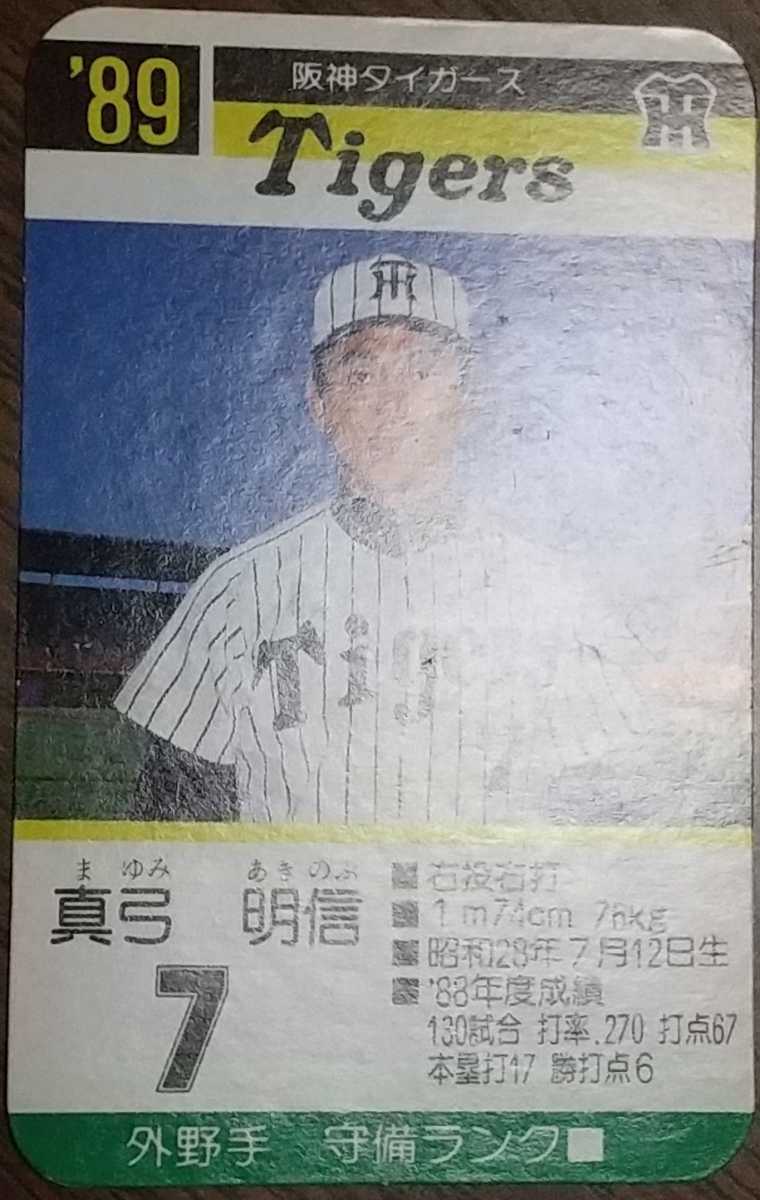 '89
阪神タイガース
Tigers
Tig
ま ゆみ あきのぶ
真弓 明信
7
■右投右打
■1m74cm 76kg
■昭和28年7月12日生
■'88年度成績
130試合 打率.270 打点67
本塁打17 勝打点6
外野手 守備ランク■